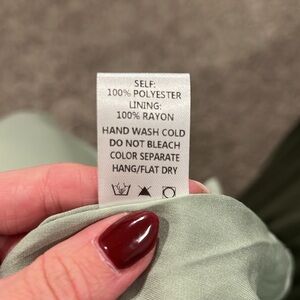 SELF:
100% POLYESTER
LINING:
100% RAYON
HAND WASH COLD
DO NOT BLEACH
COLOR SEPARATE
HANG/FLAT DRY